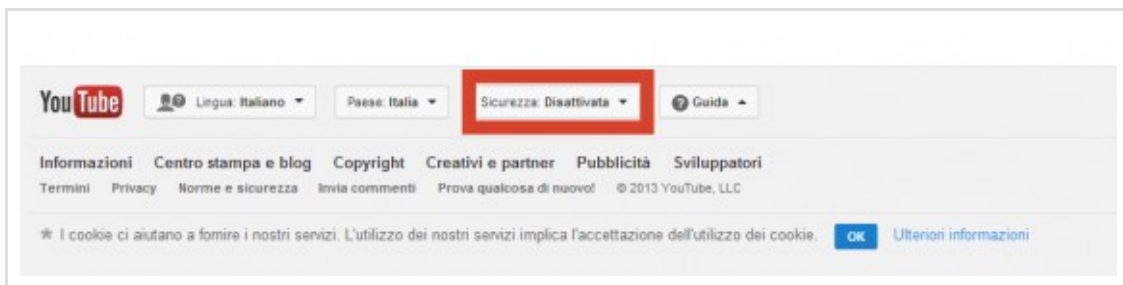 YouTube Lingua: Italiano Paese: Italia Sicurezza: Disattivata Guida
Informazioni Centro stampa e blog Copyright Creativi e partner Pubblicità Sviluppatori
Termini Privacy Norme e sicurezza Invia commenti Prova qualcosa di nuovo! © 2013 YouTube, LLC
I cookie ci aiutano a fornire i nostri servizi. L'utilizzo dei nostri servizi implica l'accettazione dell'utilizzo dei cookie. OK Ulteriori informazioni